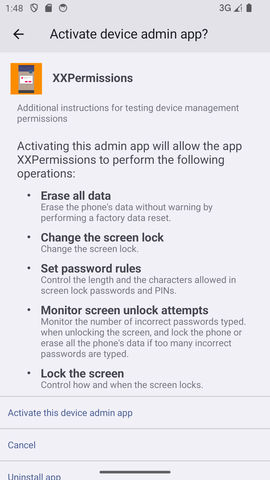 1:48
3G
Activate device admin app?
XXPermissions
Additional instructions for testing device management
permissions
Activating this admin app will allow the app
XXPermissions to perform the following
operations:
• Erase all data
Erase the phone's data without warning by
performing a factory data reset.
• Change the screen lock
Change the screen lock.
• Set password rules
Control the length and the characters allowed in
screen lock passwords and PINs.
• Monitor screen unlock attempts
Monitor the number of incorrect passwords typed.
when unlocking the screen, and lock the phone or
erase all the phone's data if too many incorrect
passwords are typed.
• Lock the screen
Control how and when the screen locks.
Activate this device admin app
Cancel
Uninstall app